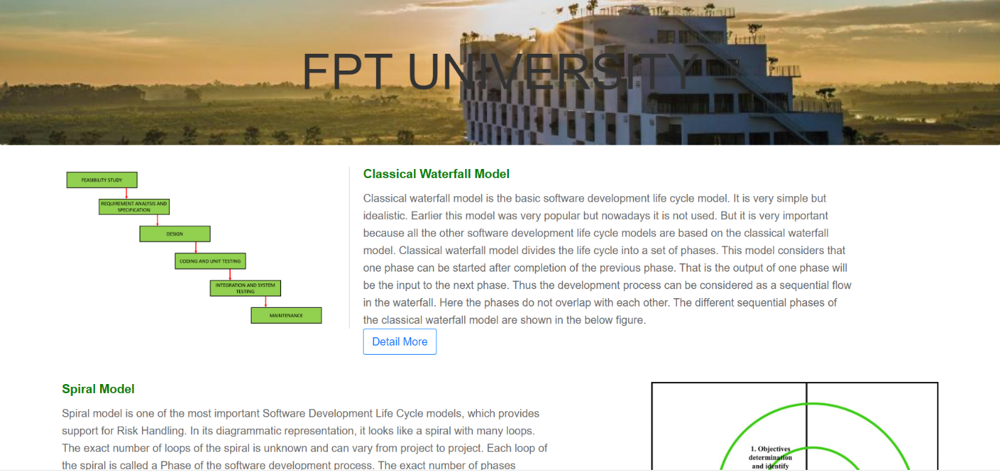 FPT UNIVERSITY
FEASIBILITY STUDY
REQUIREMENT ANALYSIS AND
SPECIFICATION
DESIGN
CODING AND UNIT TESTING
INTEGRATION AND SYSTEM
TESTING
MAINTENANCE
Classical Waterfall Model
Classical waterfall model is the basic software development life cycle model. It is very simple but
idealistic. Earlier this model was very popular but nowadays it is not used. But it is very important
because all the other software development life cycle models are based on the classical waterfall
model. Classical waterfall model divides the life cycle into a set of phases. This model considers that
one phase can be started after completion of the previous phase. That is the output of one phase will
be the input to the next phase. Thus the development process can be considered as a sequential flow
in the waterfall. Here the phases do not overlap with each other. The different sequential phases of
the classical waterfall model are shown in the below figure.
Detail More
Spiral Model
Spiral model is one of the most important Software Development Life Cycle models, which provides
support for Risk Handling. In its diagrammatic representation, it looks like a spiral with many loops.
The exact number of loops of the spiral is unknown and can vary from project to project. Each loop of
the spiral is called a Phase of the software development process. The exact number of phases
1. Objectives
determination
and identify